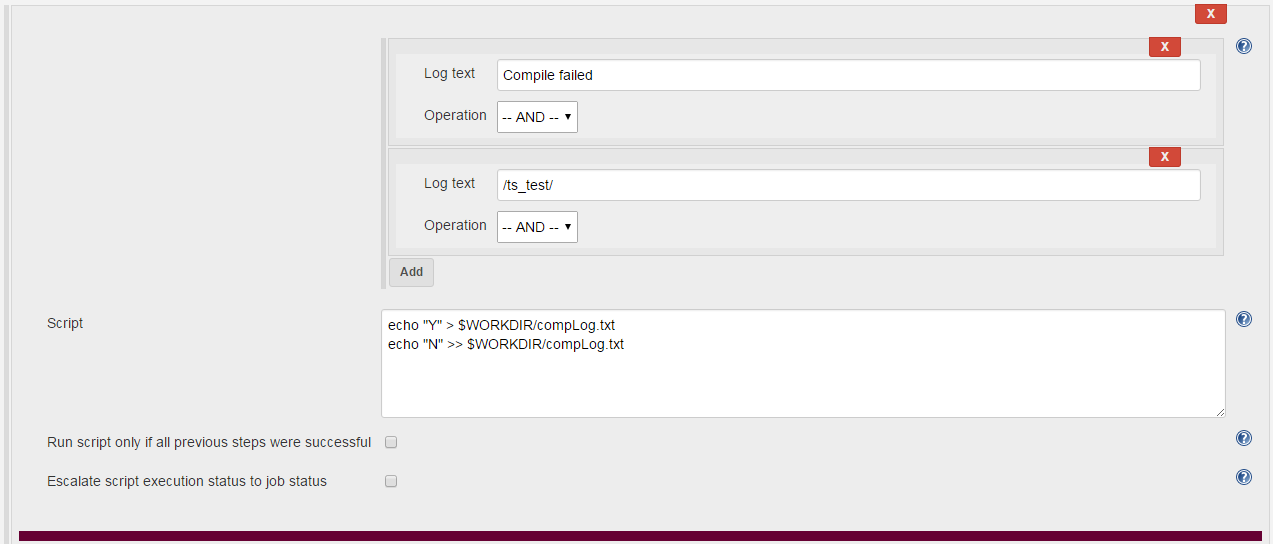 X
X
Log text Compile failed
Operation -- AND --
X
Log text /ts_test/
Operation -- AND --
Add
Script
echo "Y" > $WORKDIR/compLog.txt
echo "N" >> $WORKDIR/compLog.txt
Run script only if all previous steps were successful
Escalate script execution status to job status